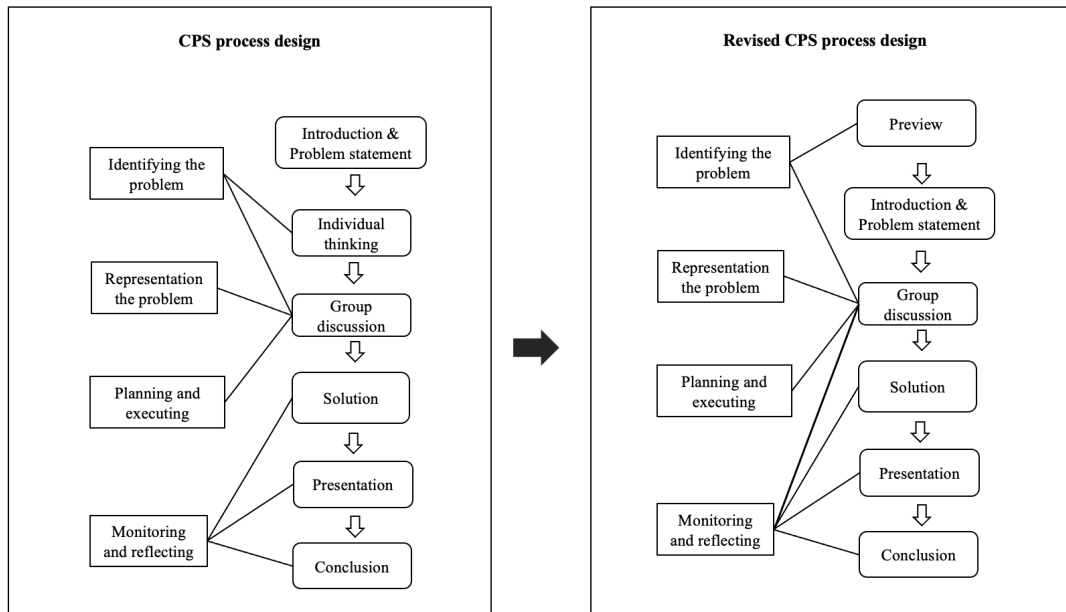 CPS process design
Introduction &
Problem statement
Identifying the
problem
Individual
thinking
Representation
the problem
Group
discussion
Planning and
executing
Solution
Presentation
Monitoring
and reflecting
Conclusion
Revised CPS process design
Preview
Identifying the
problem
Introduction &
Problem statement
Representation
the problem
Group
discussion
Planning and
executing
Solution
Presentation
Monitoring
and reflecting
Conclusion